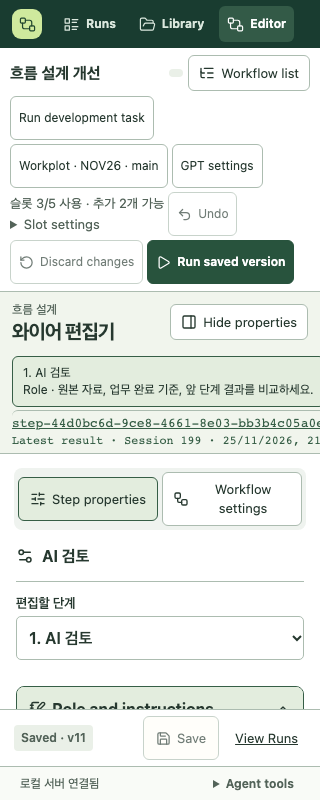 Runs
Library
Editor
흐름 설계 개선
Workflow list
Run development task
Workplot · NOV26 · main
GPT settings
슬롯 3/5 사용 · 추가 2개 가능
Slot settings
Undo
Discard changes
Run saved version
흐름 설계
와이어 편집기
Hide properties
1. AI 검토
Role · 원본 자료, 업무 완료 기준, 앞 단계 결과를 비교하세요.
step-44d0bc6d-9ce8-4661-8e03-bb3b4c05a0
Latest result · Session 199 · 25/11/2026, 21
Step properties
Workflow settings
AI 검토
편집할 단계
1. AI 검토
Role and instructions
Saved · v11
Save
View Runs
로컬 서버 연결됨
Agent tools